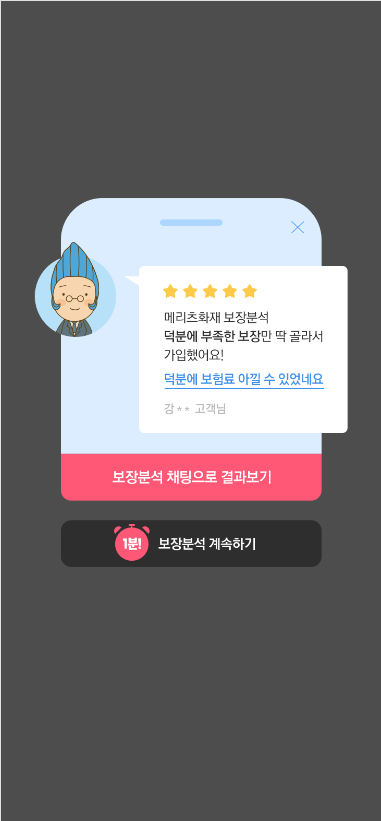 메리츠화재 보장분석
덕분에 부족한 보장만 딱 골라서
가입했어요!
덕분에 보험료 아낄 수 있었네요
강** 고객님
보장분석 채팅으로 결과보기
1분! 보장분석 계속하기